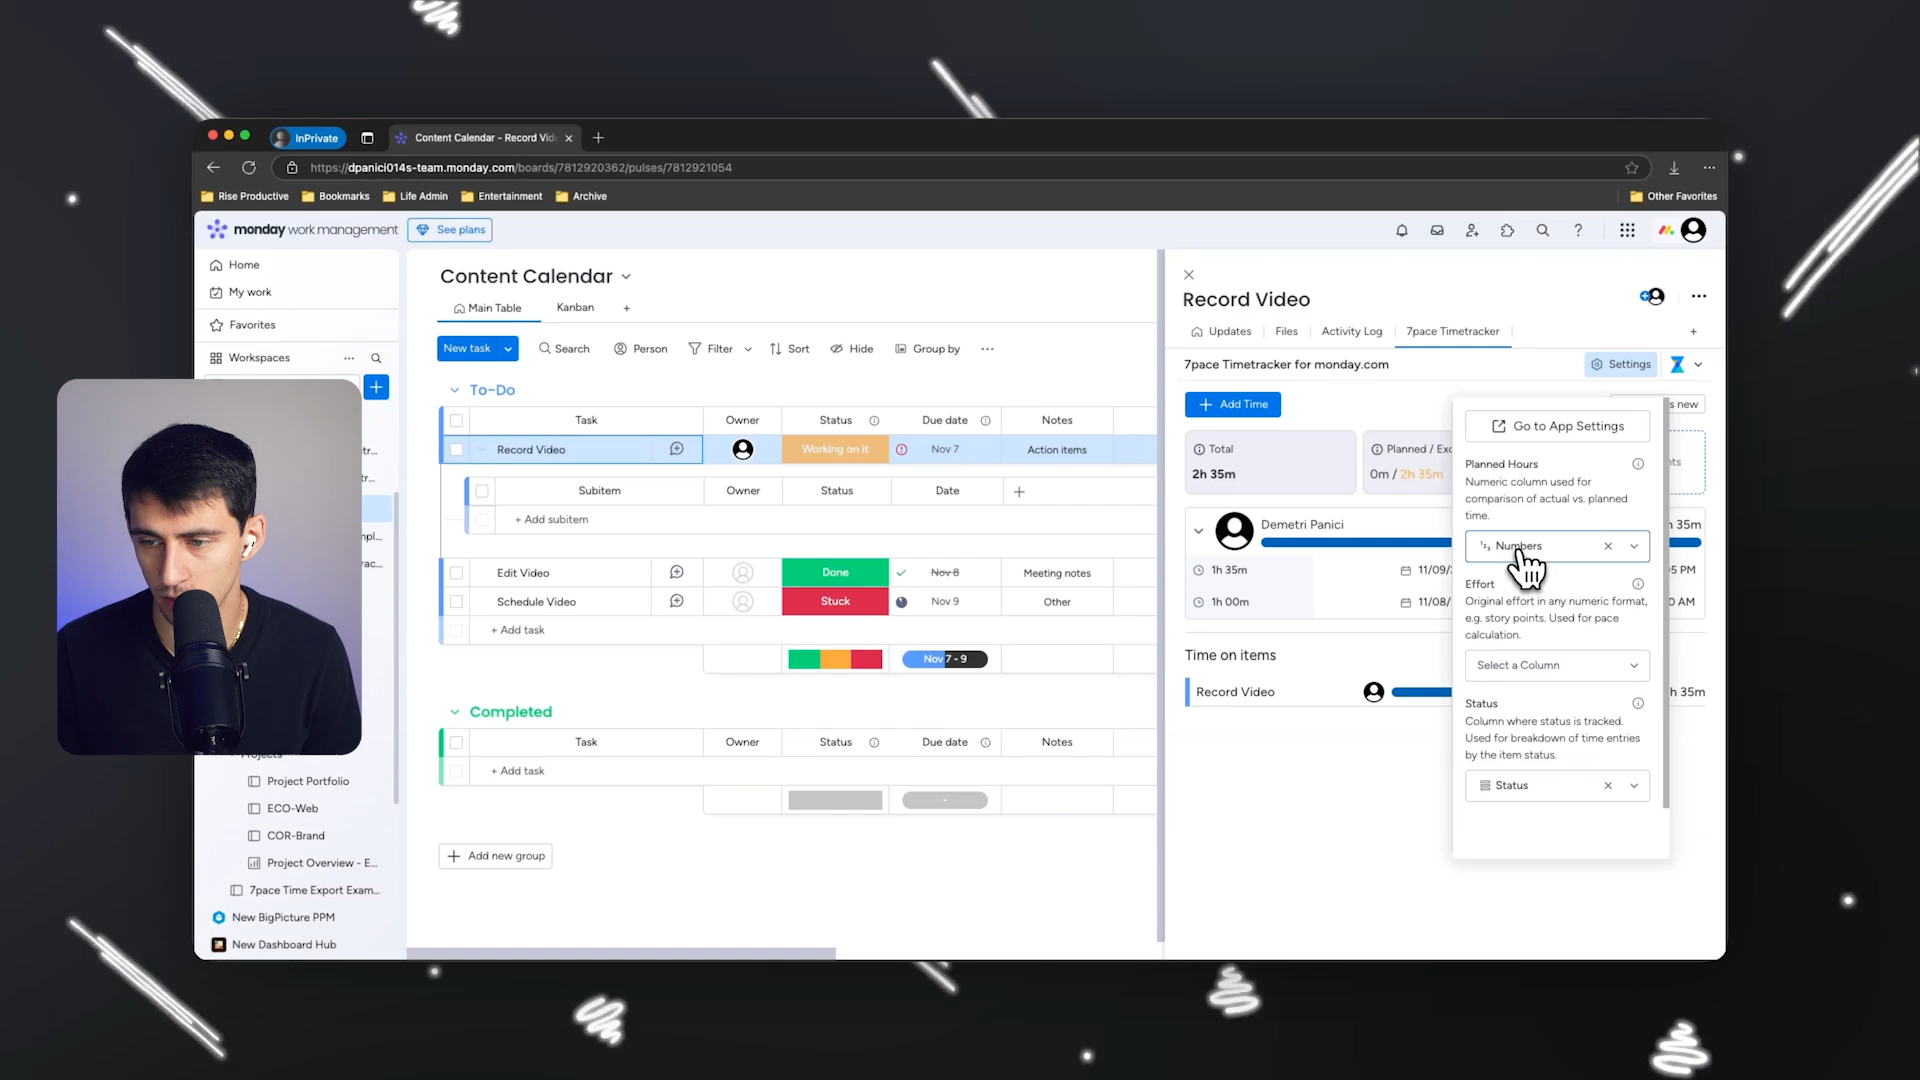 InPrivate
Content Calendar - Record Vid
https://dpanici014s-team.monday.com/boards/7812920362/pulses/7812921054
Rise Productive
Bookmarks
Life Admin
Entertainment
Archive
Other Favorites
monday work management
See plans
Home
My work
Favorites
Workspaces
Project Portfolio
ECO-Web
COR-Brand
Project Overview - E...
7pace Time Export Exam...
New BigPicture PPM
New Dashboard Hub
Content Calendar
Main Table
Kanban
New task
Search
Person
Filter
Sort
Hide
Group by
To-Do
Task Owner Status Due date Notes
Record Video Working on it Nov 7 Action items
Subitem Owner Status Date
+ Add subitem
Edit Video Done Nov 8 Meeting notes
Schedule Video Stuck Nov 9 Other
+ Add task
Nov 7 - 9
Completed
Task Owner Status Due date Notes
+ Add task
-
Add new group
Record Video
Updates
Files
Activity Log
7pace Timetracker
7pace Timetracker for monday.com
Settings
Add Time
s new
Total
2h 35m
Planned / Exc
0m / 2h 35m
nts
Demetri Panici
35m
1h 35m 11/09/ 5 PM
1h 00m 11/08/ 0 AM
Time on items
Record Video
h 35m
Go to App Settings
Planned Hours
Numeric column used for
comparison of actual vs. planned
time.
Numbers
Effort
Original effort in any numeric format,
e.g. story points. Used for pace
calculation.
Select a Column
Status
Column where status is tracked.
Used for breakdown of time entries
by the item status.
Status